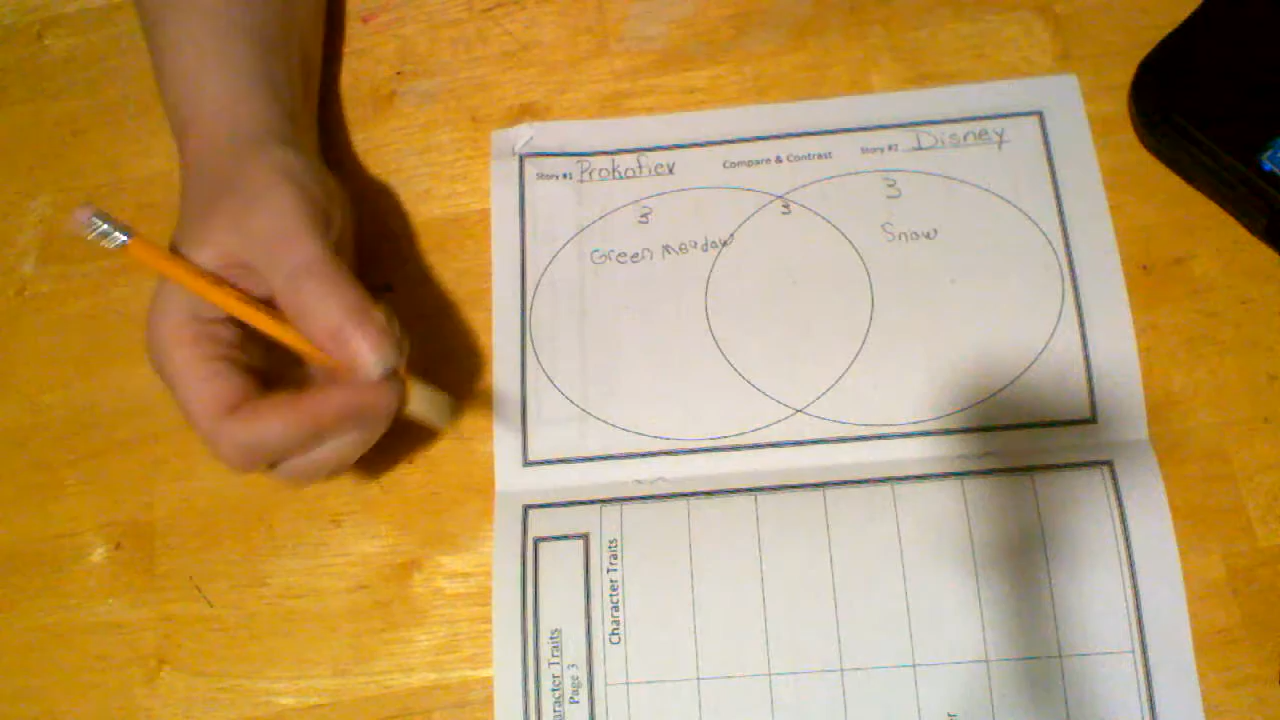 Story #1 Prokofiev Compare & Contrast Story #2 Disney
3 3 3
Green Meadow Snow
Character Traits
Page 3
Character Traits